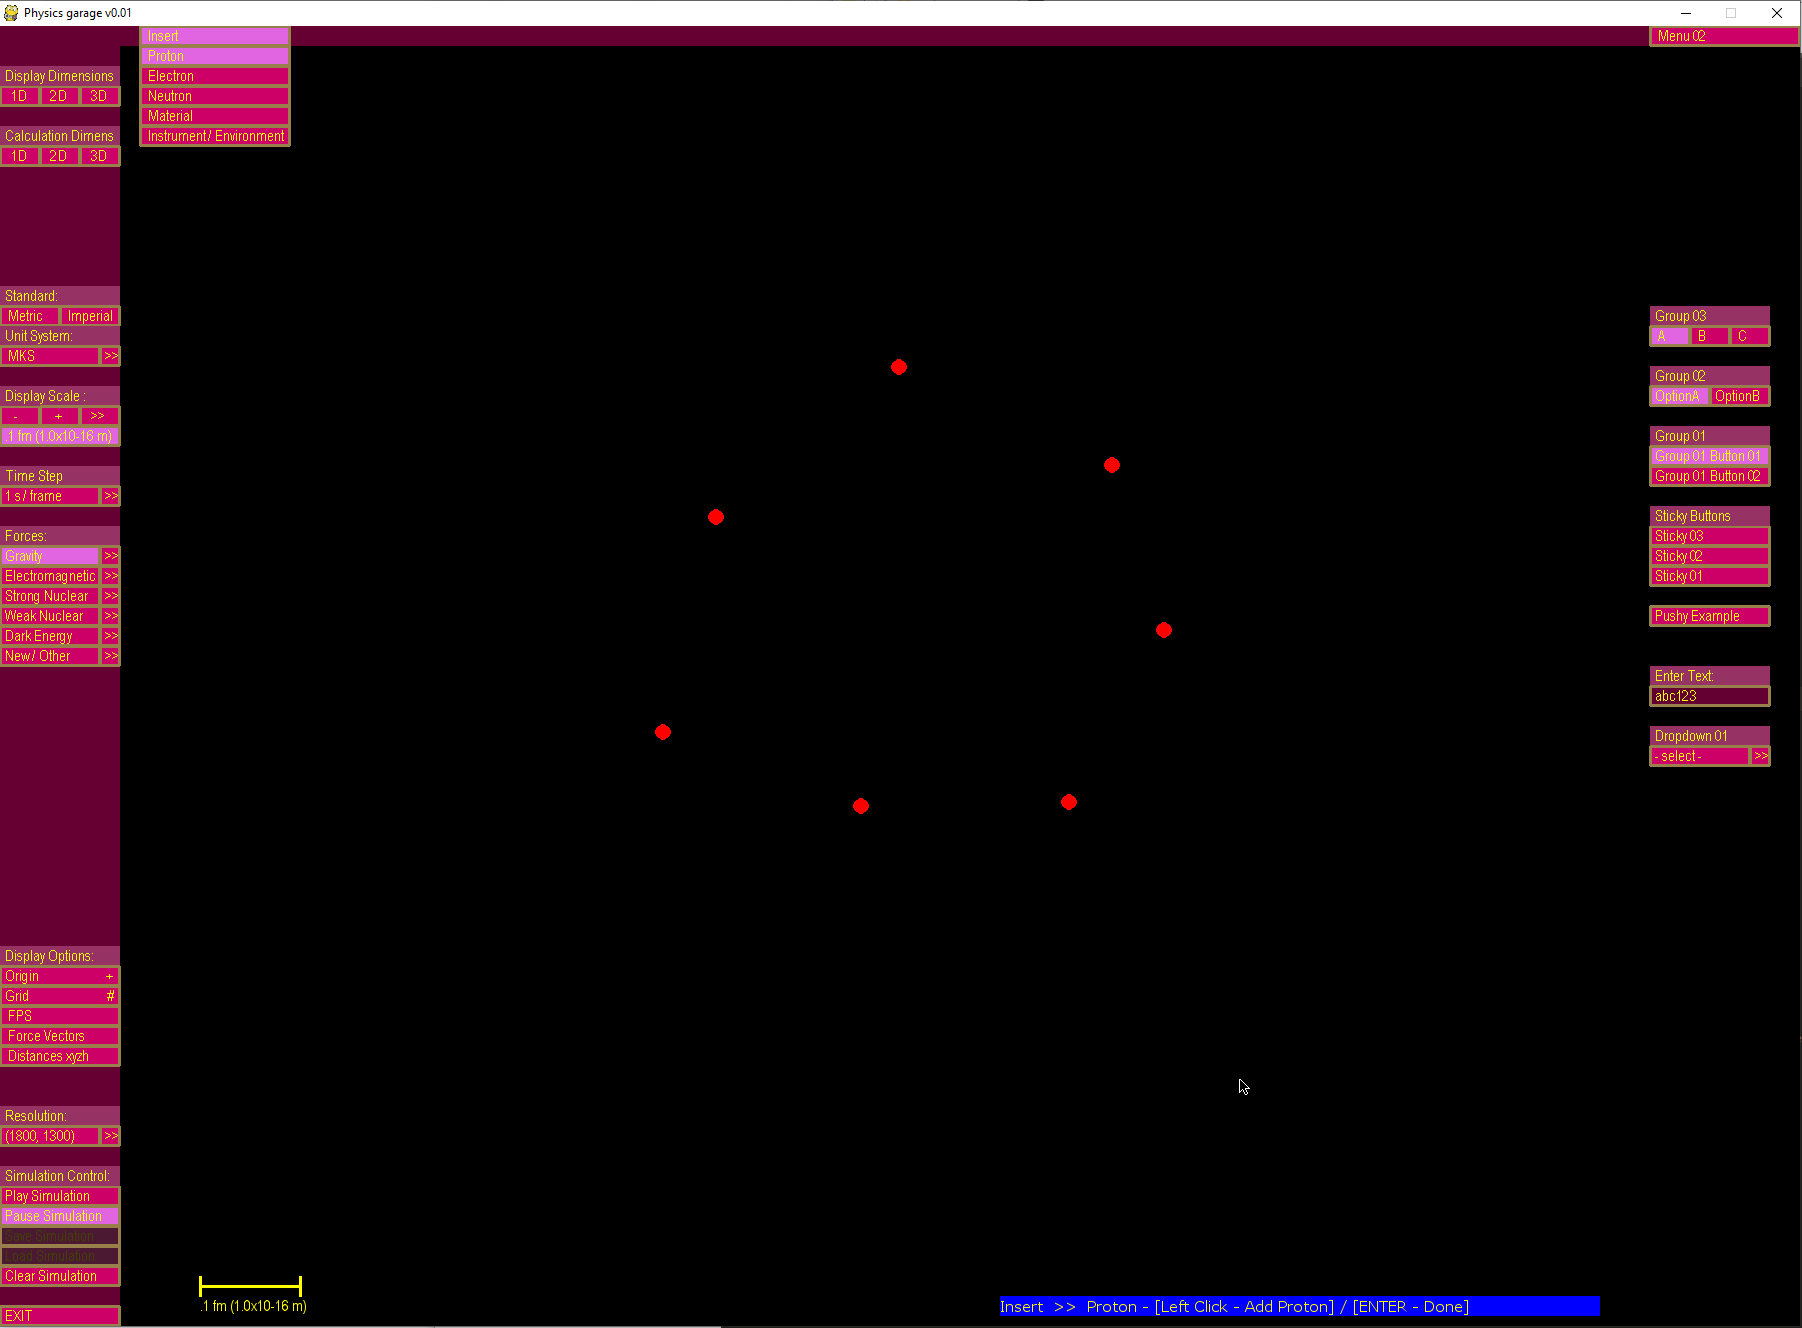 Physics garage v0.01
Insert
Menu 02
Proton
Electron
Neutron
Material
Instrument / Environment
Display Dimensions
1D 2D 3D
Calculation Dimens
1D 2D 3D
Standard:
Metric Imperial
Unit System:
MKS >>
Display Scale :
- + >>
.1 fm (1.0x10-16 m)
Time Step
1 s / frame >>
Forces:
Gravity >>
Electromagnetic >>
Strong Nuclear >>
Weak Nuclear >>
Dark Energy >>
New / Other >>
Display Options:
Origin +
Grid #
FPS
Force Vectors
Distances xyzh
Resolution:
(1800, 1300) >>
Simulation Control:
Play Simulation
Pause Simulation
Save Simulation
Load Simulation
Clear Simulation
EXIT
Group 03
A B C
Group 02
OptionA OptionB
Group 01
Group 01 Button 01
Group 01 Button 02
Sticky Buttons
Sticky 03
Sticky 02
Sticky 01
Pushy Example
Enter Text:
abc123
Dropdown 01
- select - >>
.1 fm (1.0x10-16 m)
Insert >> Proton - [Left Click - Add Proton] / [ENTER - Done]